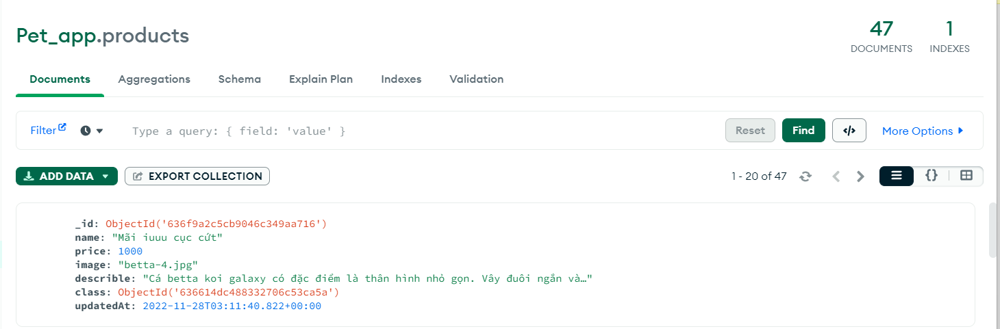 Pet_app.products
47 1
DOCUMENTS INDEXES
Documents Aggregations Schema Explain Plan Indexes Validation
Filter Type a query: { field: 'value' } Reset Find </> More Options
ADD DATA EXPORT COLLECTION 1 - 20 of 47 {}
_id: ObjectId('636f9a2c5cb9046c349aa716')
name: "Mãi iuuu cục cứt"
price: 1000
image: "betta-4.jpg"
describle: "Cá betta koi galaxy có đặc điểm là thân hình nhỏ gọn. Vây đuôi ngắn và…"
class: ObjectId('636614dc488332706c53ca5a')
updatedAt: 2022-11-28T03:11:40.822+00:00